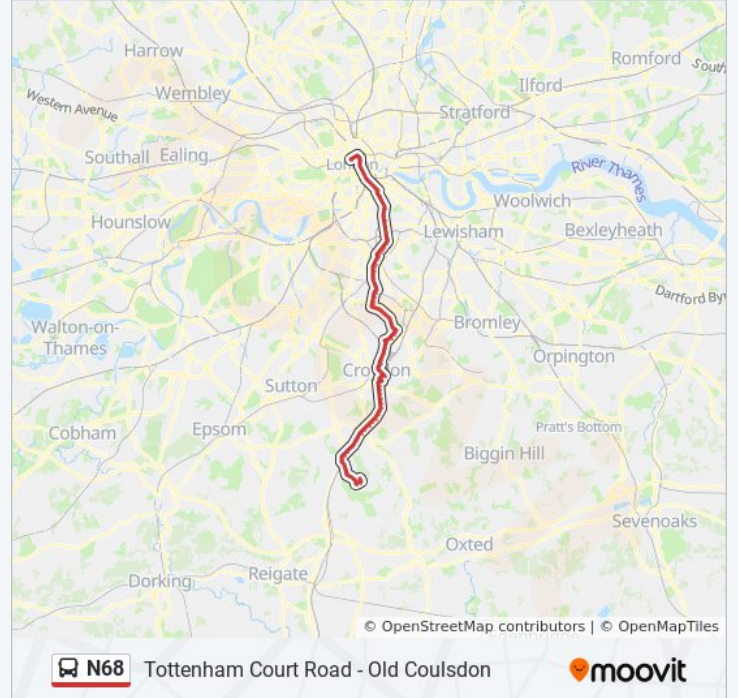 Romford
South
Harrow
Ilford
Wembley
Western Avenue
Stratford
Southall
Ealing
London
River Thames
Woolwich
Hounslow
Lewisham
Bexleyheath
Dartford By
Walton-on-
Thames
Bromley
Orpington
Croydon
Sutton
Cobham
Epsom
Pratt's Bottom
Biggin Hill
Sevenoaks
Oxted
Reigate
Dorking
© OpenStreetMap contributors | © OpenMapTiles
Edenbridge
N68 Tottenham Court Road - Old Coulsdon
moovit